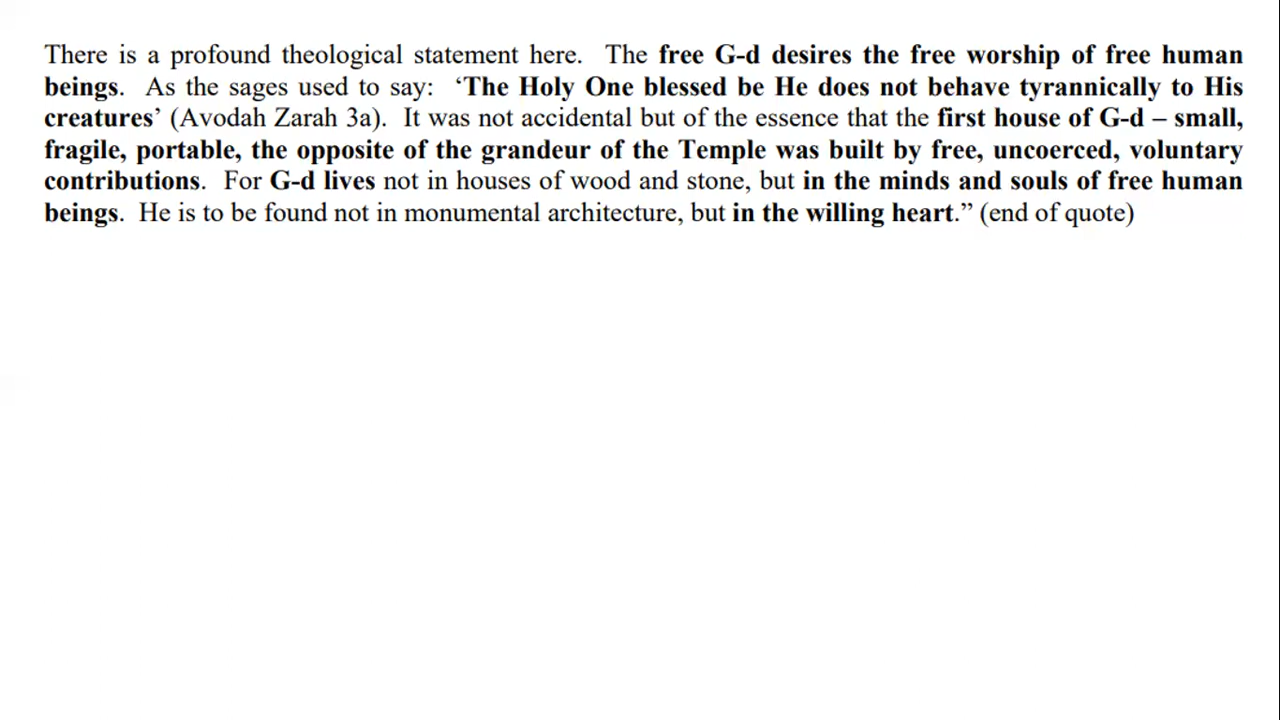 There is a profound theological statement here.  The free G-d desires the free worship of free human
beings.  As the sages used to say:  ‘The Holy One blessed be He does not behave tyrannically to His
creatures’ (Avodah Zarah 3a).  It was not accidental but of the essence that the first house of G-d – small,
fragile, portable, the opposite of the grandeur of the Temple was built by free, uncoerced, voluntary
contributions.  For G-d lives not in houses of wood and stone, but in the minds and souls of free human
beings.  He is to be found not in monumental architecture, but in the willing heart.” (end of quote)